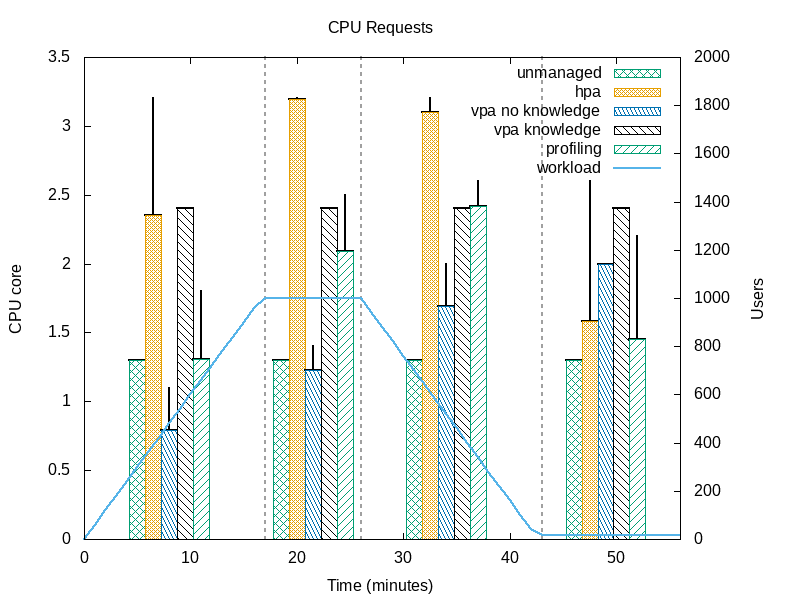 CPU Requests
3.5
3
2.5
2
1.5
1
0.5
0
CPU core
unmanaged
hpa
vpa no knowledge
vpa knowledge
profiling
workload
2000
1800
1600
1400
1200
1000
800
600
400
200
0
Users
0 10 20 30 40 50
Time (minutes)